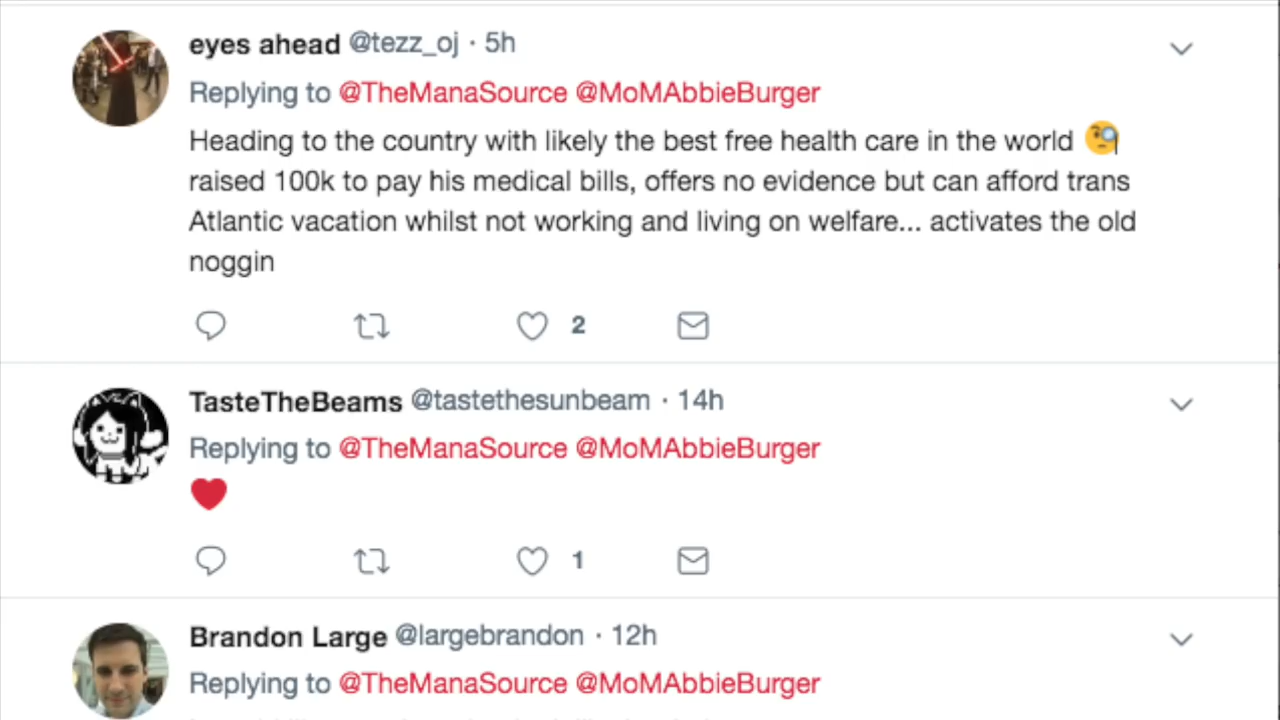 eyes ahead @tezz_oj · 5h
Replying to @TheManaSource @MoMAbbieBurger
Heading to the country with likely the best free health care in the world 🧐
raised 100k to pay his medical bills, offers no evidence but can afford trans
Atlantic vacation whilst not working and living on welfare... activates the old
noggin
2
TasteTheBeams @tastethesunbeam · 14h
Replying to @TheManaSource @MoMAbbieBurger
❤️
1
Brandon Large @largebrandon · 12h
Replying to @TheManaSource @MoMAbbieBurger